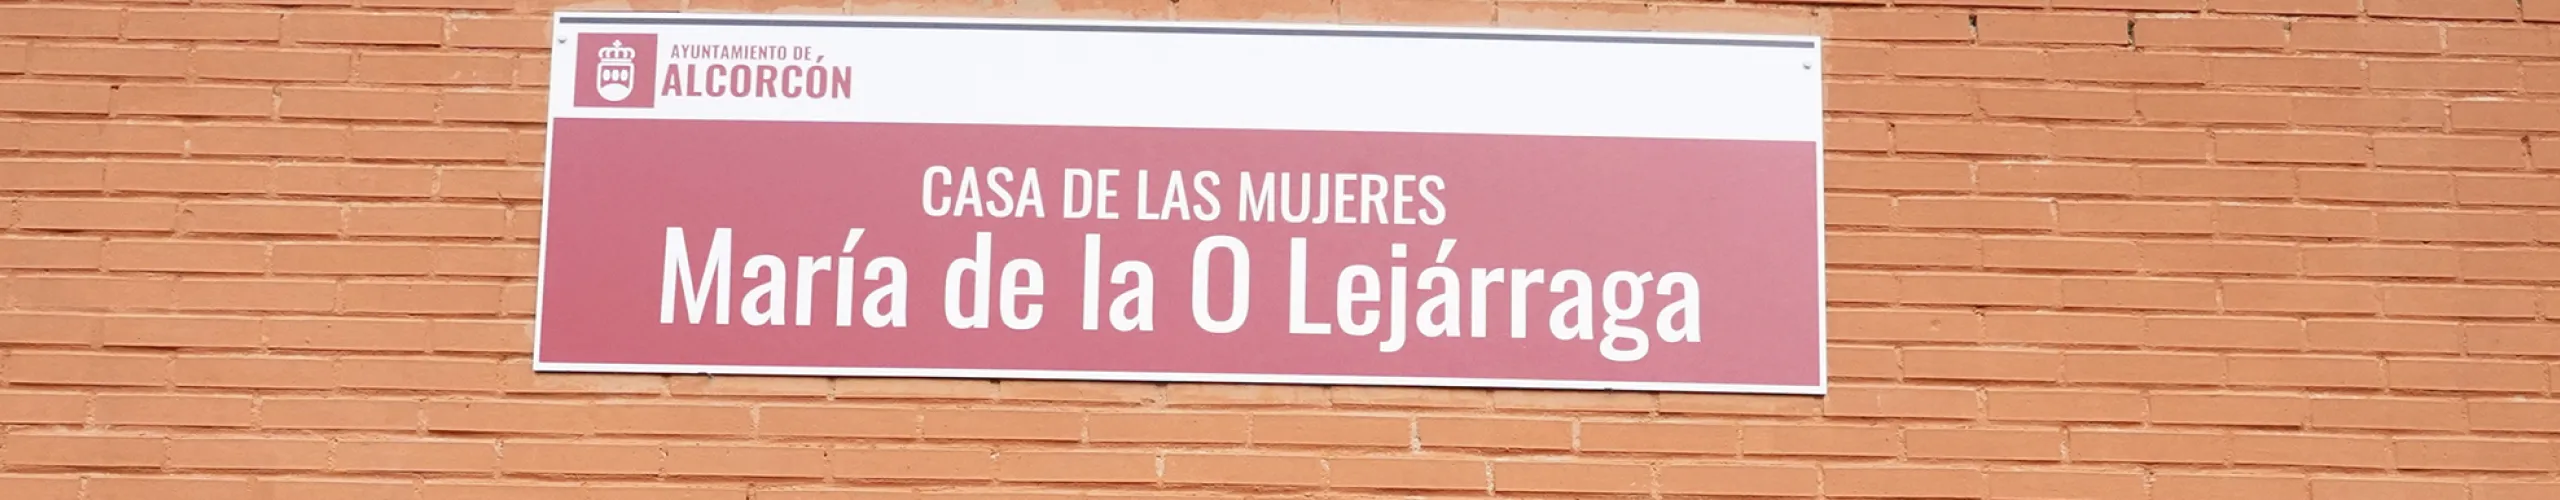 AYUNTAMIENTO DE
ALCORCÓN
CASA DE LAS MUJERES
María de la O Lejárraga